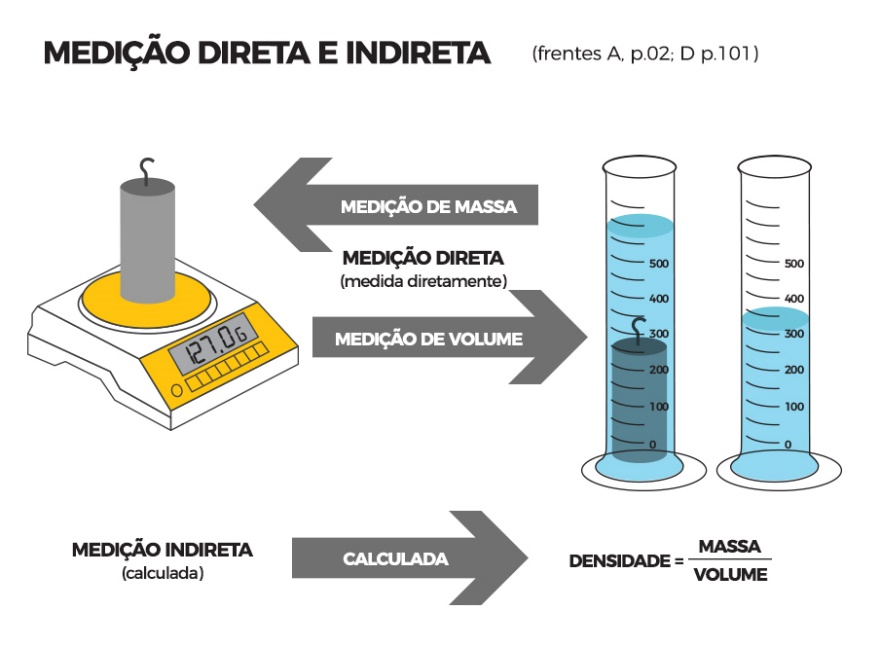 MEDIÇÃO DIRETA E INDIRETA
(frentes A, p.02; D p.101)
MEDIÇÃO DE MASSA
MEDIÇÃO DIRETA
(medida diretamente)
MEDIÇÃO DE VOLUME
127.0G
500
400
300
200
100
0
500
400
300
200
100
0
MEDIÇÃO INDIRETA
(calculada)
CALCULADA
DENSIDADE =
MASSA
VOLUME